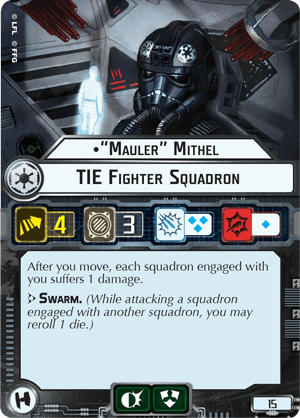 © LFL © FFG
•"Mauler" Mithel
TIE Fighter Squadron
4
3
After you move, each squadron engaged with
you suffers 1 damage.
Swarm. (While attacking a squadron
engaged with another squadron, you may
reroll 1 die.)
15